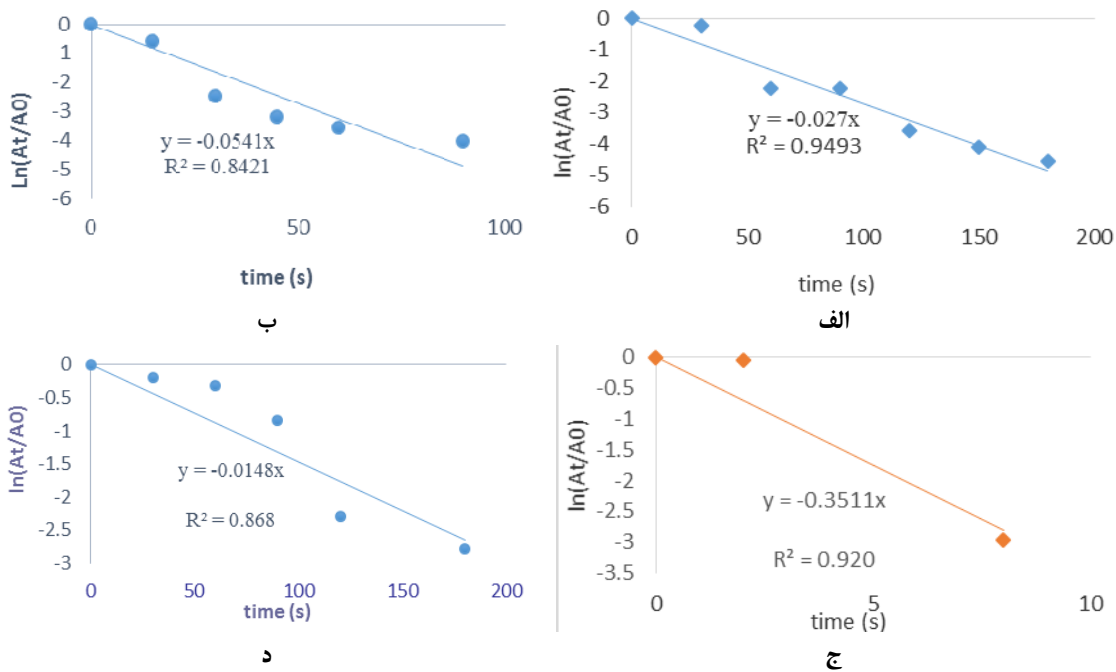 Ln(At/A0)
0
1
-2
-3
-4
-5
-6
y = -0.0541x
R² = 0.8421
0 50 100
time (s)
ب
ln(At/A0)
0
-1
-2
-3
-4
-5
-6
y = -0.027x
R² = 0.9493
0 50 100 150 200
time (s)
الف
ln(At/A0)
0
-0.5
-1
-1.5
-2
-2.5
-3
y = -0.0148x
R² = 0.868
0 50 100 150 200
time (s)
د
ln(At/A0)
0
-0.5
-1
-1.5
-2
-2.5
-3
-3.5
y = -0.3511x
R² = 0.920
0 5 10
time (s)
ج